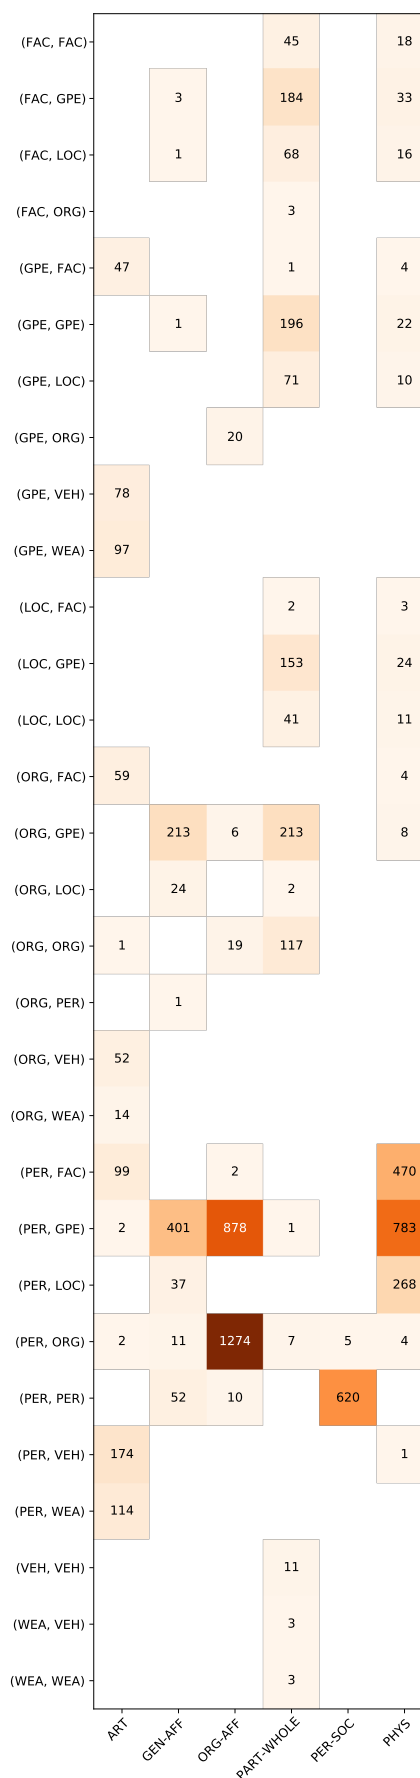 (FAC, FAC) 45 18
(FAC, GPE) 3 184 33
(FAC, LOC) 1 68 16
(FAC, ORG) 3
(GPE, FAC) 47 1 4
(GPE, GPE) 1 196 22
(GPE, LOC) 71 10
(GPE, ORG) 20
(GPE, VEH) 78
(GPE, WEA) 97
(LOC, FAC) 2 3
(LOC, GPE) 153 24
(LOC, LOC) 41 11
(ORG, FAC) 59 4
(ORG, GPE) 213 6 213 8
(ORG, LOC) 24 2
(ORG, ORG) 1 19 117
(ORG, PER) 1
(ORG, VEH) 52
(ORG, WEA) 14
(PER, FAC) 99 2 470
(PER, GPE) 2 401 878 1 783
(PER, LOC) 37 268
(PER, ORG) 2 11 1274 7 5 4
(PER, PER) 52 10 620
(PER, VEH) 174 1
(PER, WEA) 114
(VEH, VEH) 11
(WEA, VEH) 3
(WEA, WEA) 3
ART GEN-AFF ORG-AFF PART-WHOLE PER-SOC PHYS